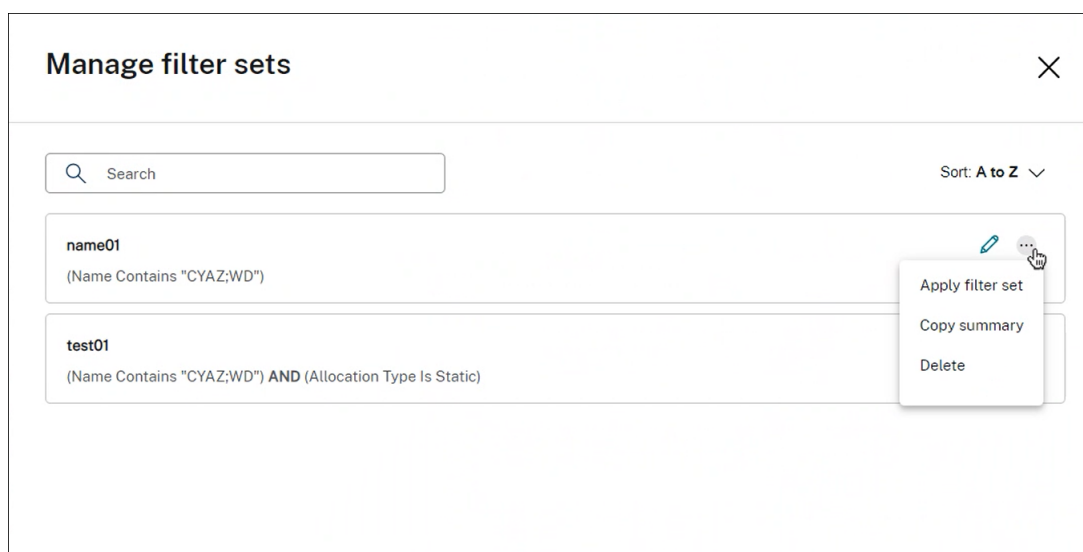 Manage filter sets
Search
Sort: A to Z
name01
(Name Contains "CYAZ;WD")
Apply filter set
Copy summary
Delete
test01
(Name Contains "CYAZ;WD") AND (Allocation Type Is Static)